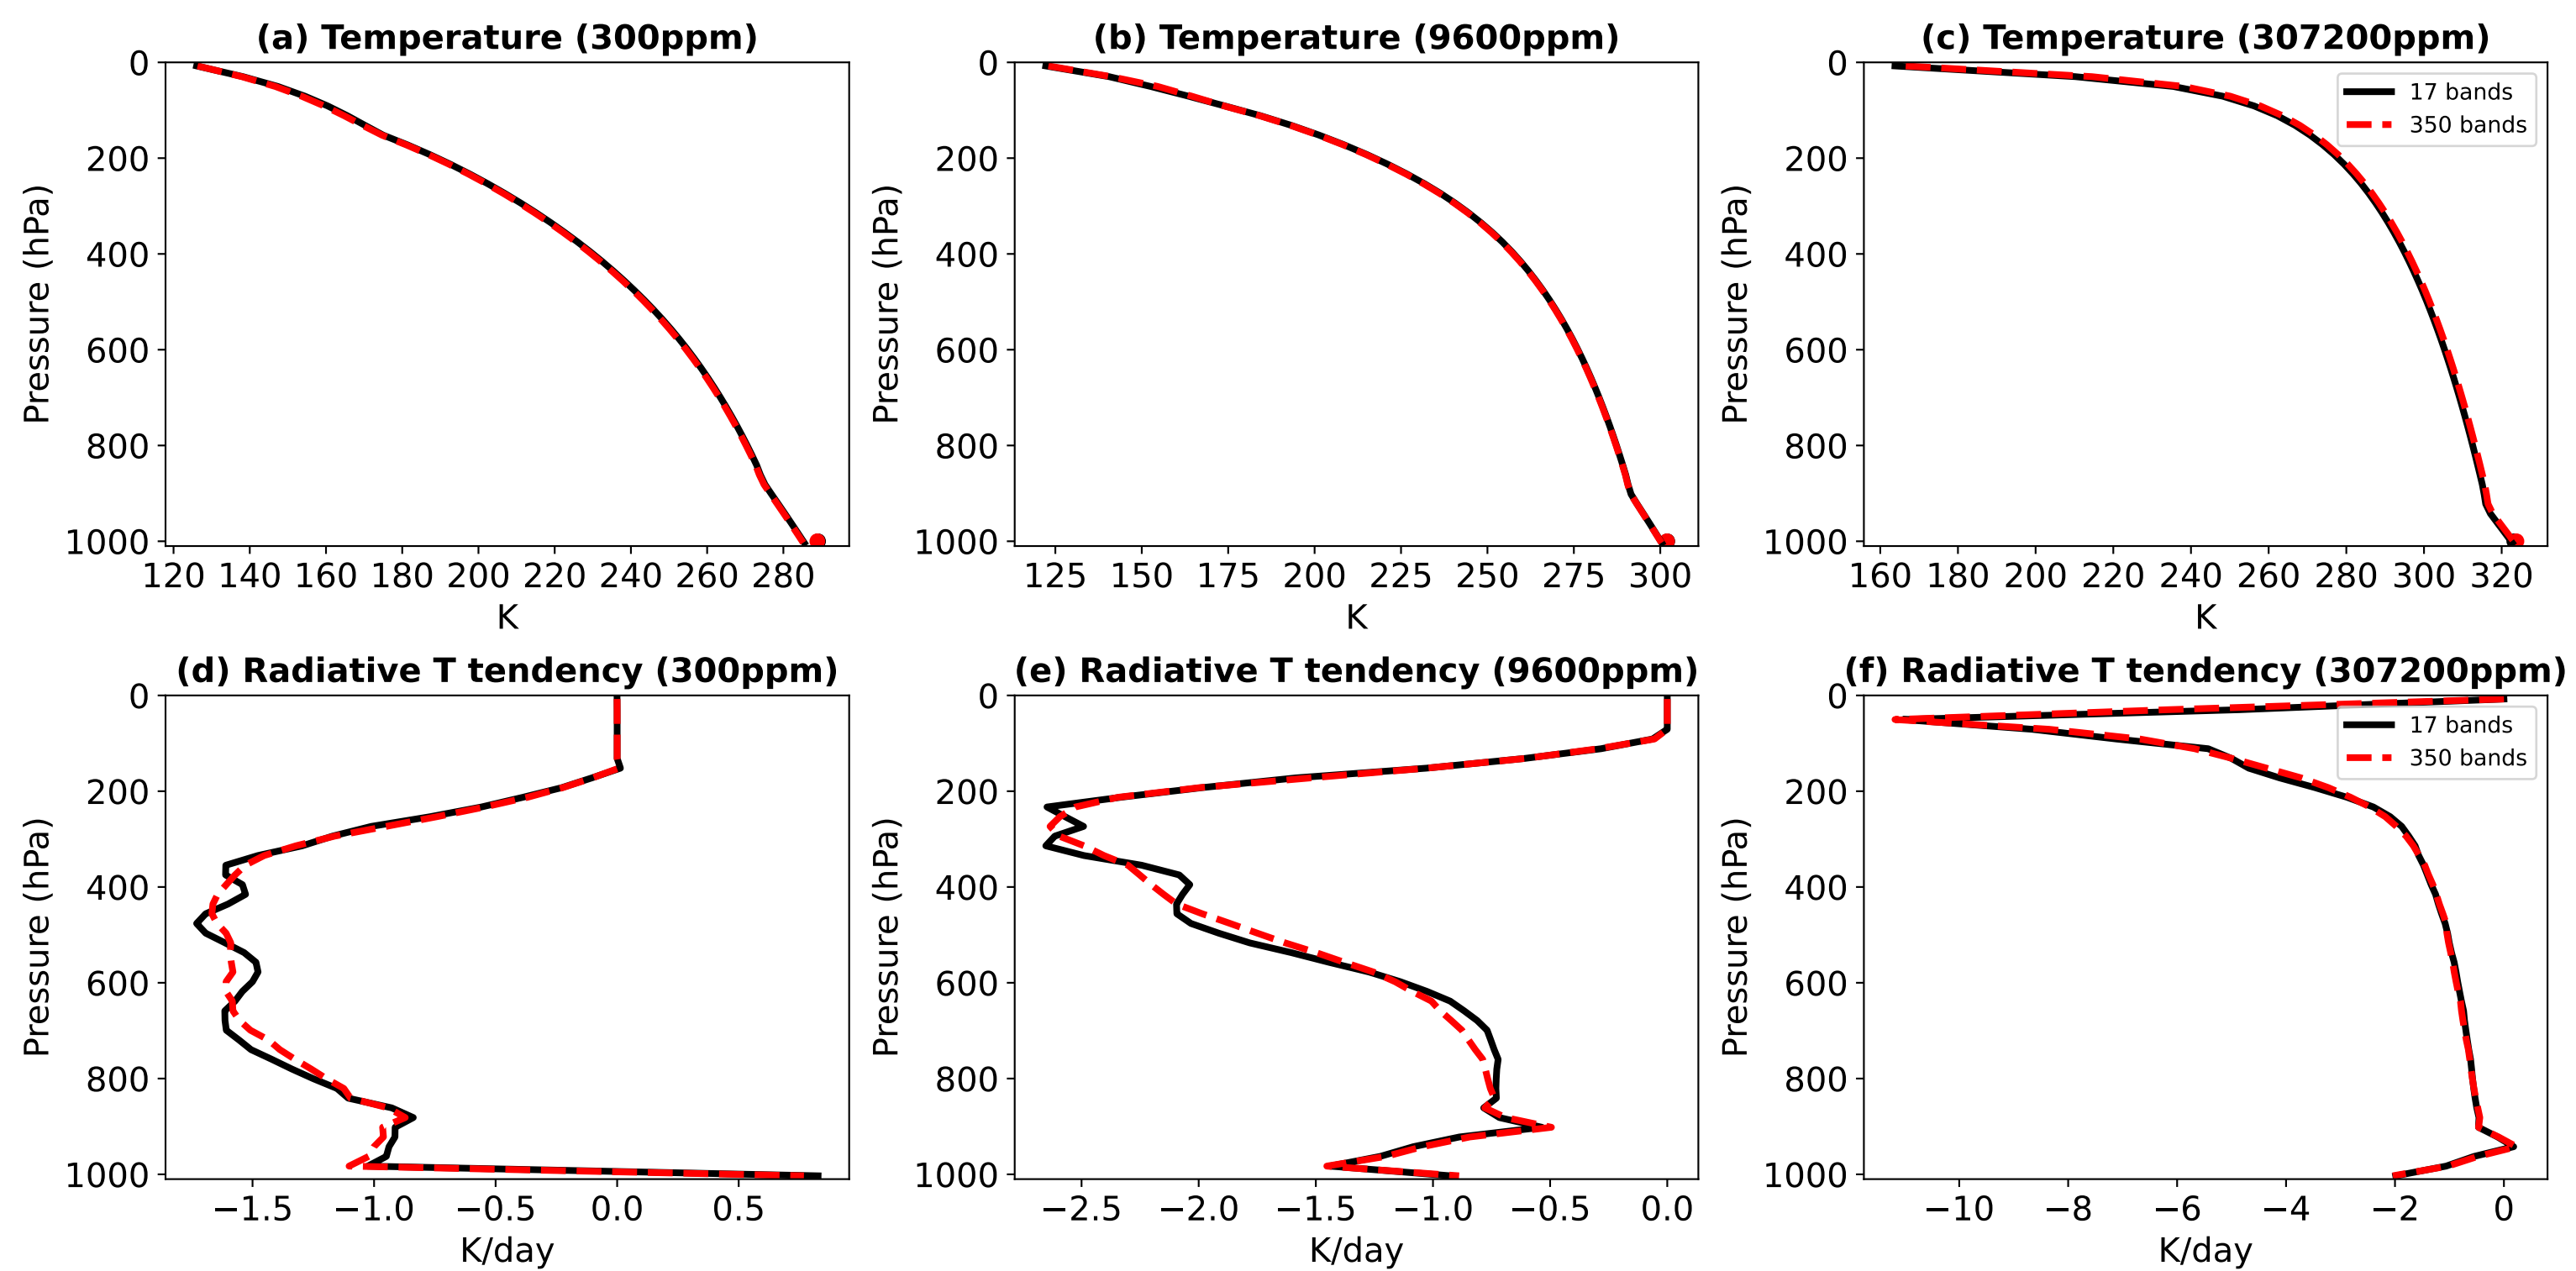 (a) Temperature (300ppm)
0
200
400
600
800
1000
Pressure (hPa)
120 140 160 180 200 220 240 260 280
K
(b) Temperature (9600ppm)
0
200
400
600
800
1000
Pressure (hPa)
125 150 175 200 225 250 275 300
K
(c) Temperature (307200ppm)
0
200
400
600
800
1000
Pressure (hPa)
17 bands
350 bands
160 180 200 220 240 260 280 300 320
K
(d) Radiative T tendency (300ppm)
0
200
400
600
800
1000
Pressure (hPa)
−1.5 −1.0 −0.5 0.0 0.5
K/day
(e) Radiative T tendency (9600ppm)
0
200
400
600
800
1000
Pressure (hPa)
−2.5 −2.0 −1.5 −1.0 −0.5 0.0
K/day
(f) Radiative T tendency (307200ppm)
0
200
400
600
800
1000
Pressure (hPa)
17 bands
350 bands
−10 −8 −6 −4 −2 0
K/day